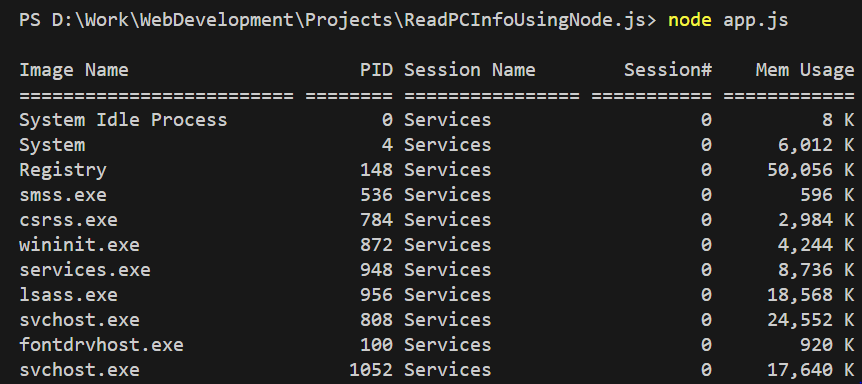 PS D:\Work\WebDevelopment\Projects\ReadPCInfoUsingNode.js> node app.js
Image Name                     PID Session Name        Session#    Mem Usage
========================= ======== ================ =========== ============
System Idle Process              0 Services                   0          8 K
System                           4 Services                   0      6,012 K
Registry                       148 Services                   0     50,056 K
smss.exe                       536 Services                   0        596 K
csrss.exe                      784 Services                   0      2,984 K
wininit.exe                    872 Services                   0      4,244 K
services.exe                   948 Services                   0      8,736 K
lsass.exe                      956 Services                   0     18,568 K
svchost.exe                    808 Services                   0     24,552 K
fontdrvhost.exe                100 Services                   0        920 K
svchost.exe                   1052 Services                   0     17,640 K